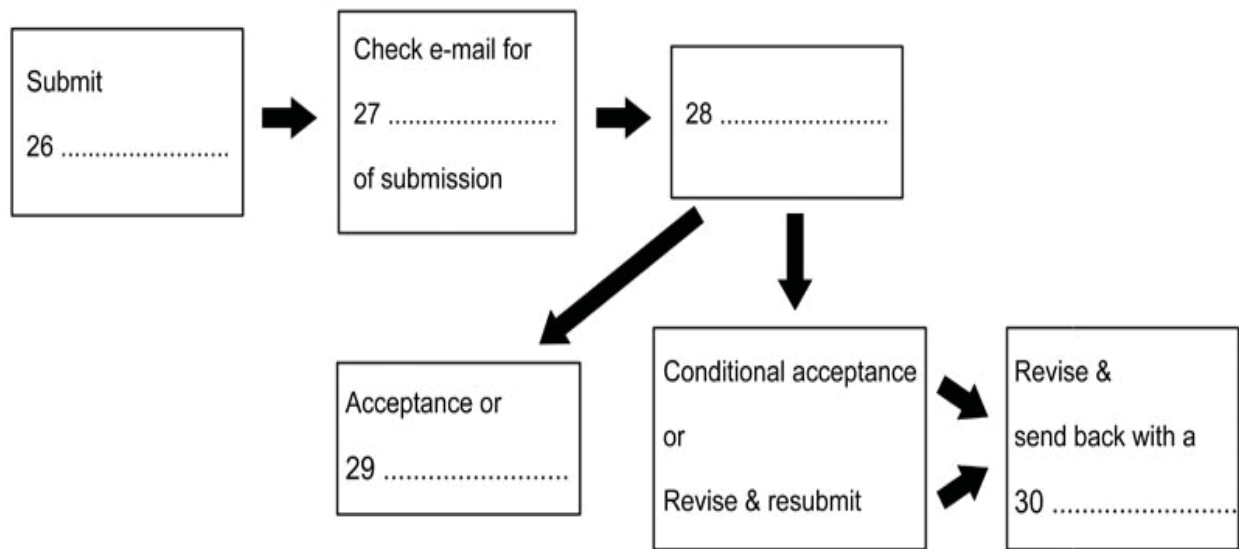 Submit
26 .........................
Check e-mail for
27 .........................
of submission
28 .........................
Acceptance or
29 ...........................
Conditional acceptance
or
Revise & resubmit
Revise &
send back with a
30 ...........................